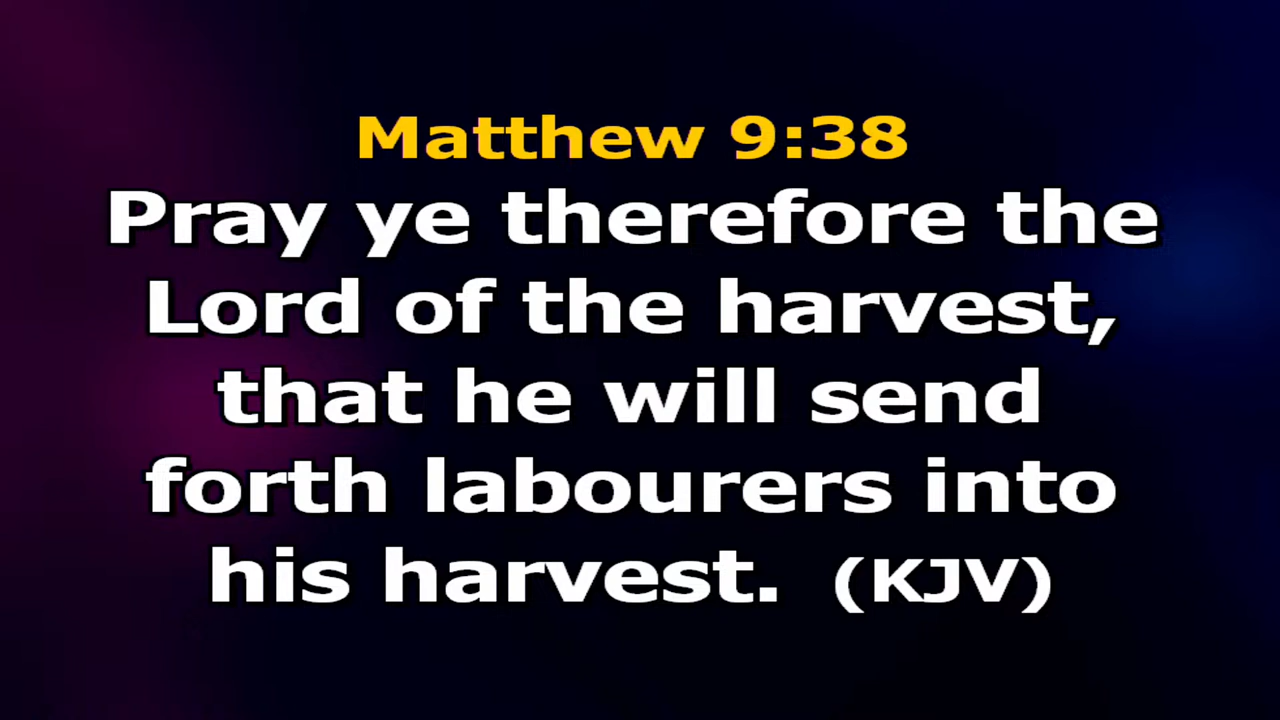 Matthew 9:38
Pray ye therefore the
Lord of the harvest,
that he will send
forth labourers into
his harvest. (KJV)